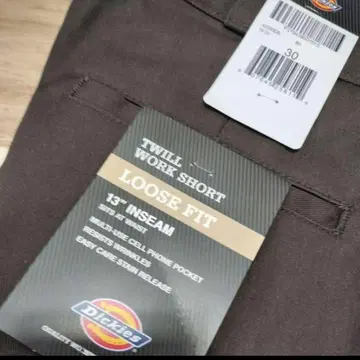 Dickies
30
TWILL
WORK SHORT
LOOSE FIT
13" INSEAM
SITS AT WAIST
MULTI-USE CELL PHONE POCKET
RESISTS WRINKLES
EASY CARE STAIN RELEASE
Dickies